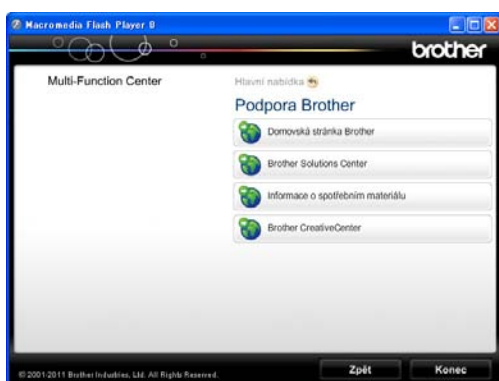 Macromedia Flash Player 8
brother
Multi-Function Center
Hlavní nabídka
Podpora Brother
Domovská stránka Brother
Brother Solutions Center
Informace o spotřebním materiálu
Brother CreativeCenter
© 2001-2011 Brother Industries, Ltd. All Rights Reserved.
Zpět
Konec